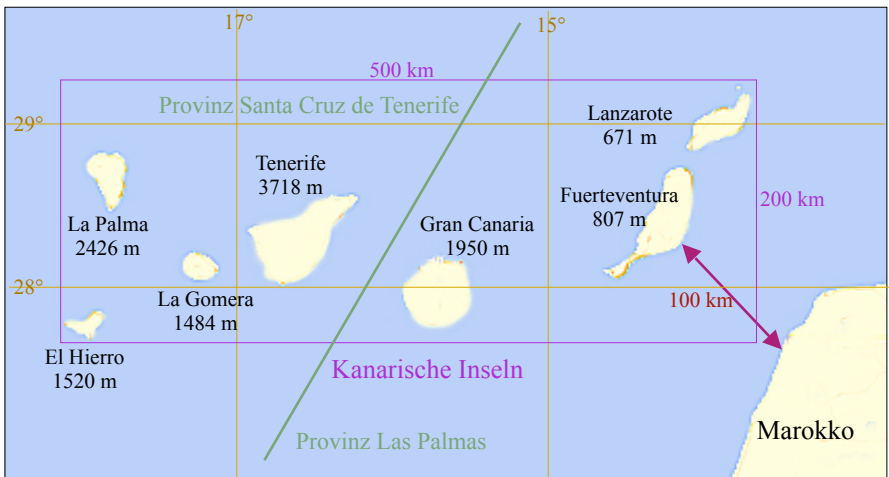 17°
15°
500 km
Provinz Santa Cruz de Tenerife
29°
Lanzarote
671 m
Tenerife
3718 m
Fuerteventura
807 m
200 km
La Palma
2426 m
Gran Canaria
1950 m
28°
La Gomera
1484 m
100 km
El Hierro
1520 m
Kanarische Inseln
Provinz Las Palmas
Marokko